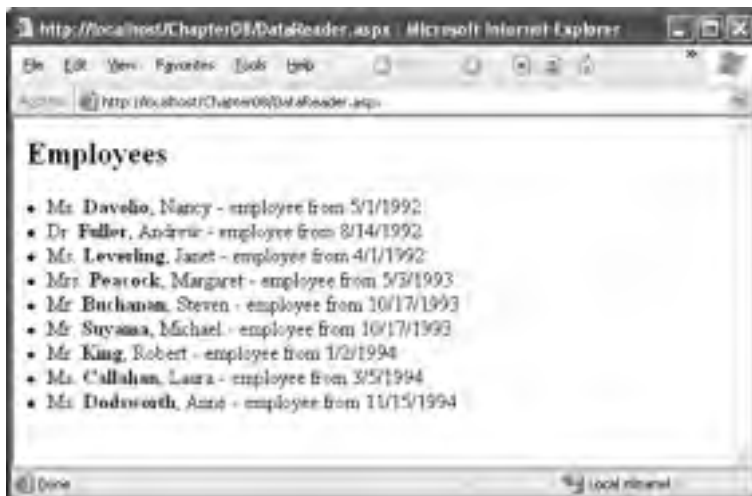 http://localhost/Chapter08/DataReader.aspx - Microsoft Internet Explorer
File Edit View Favorites Tools Help »
Address http://localhost/Chapter08/DataReader.aspx
Employees
• Ms. Davolio, Nancy - employee from 5/1/1992
• Dr. Fuller, Andrew - employee from 8/14/1992
• Ms. Leverling, Janet - employee from 4/1/1992
• Mrs. Peacock, Margaret - employee from 5/3/1993
• Mr. Buchanan, Steven - employee from 10/17/1993
• Mr. Suyama, Michael - employee from 10/17/1993
• Mr. King, Robert - employee from 1/2/1994
• Ms. Callahan, Laura - employee from 3/5/1994
• Ms. Dodsworth, Anne - employee from 11/15/1994
Done Local intranet